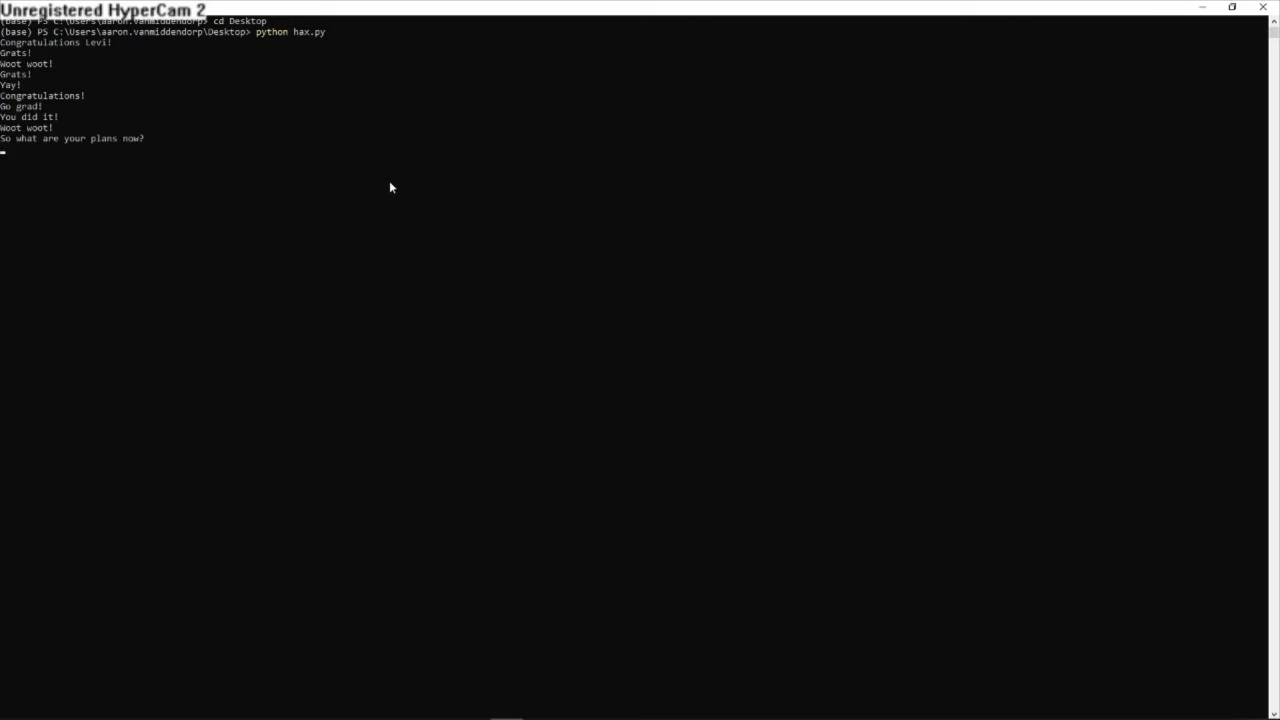 Unregistered HyperCam 2
(base) PS C:\Users\aaron.vanmiddendorp> cd Desktop
(base) PS C:\Users\aaron.vanmiddendorp\Desktop> python hax.py
Congratulations Levi!
Grats!
Woot woot!
Grats!
Yay!
Congratulations!
Go grad!
You did it!
Woot woot!
So what are your plans now?